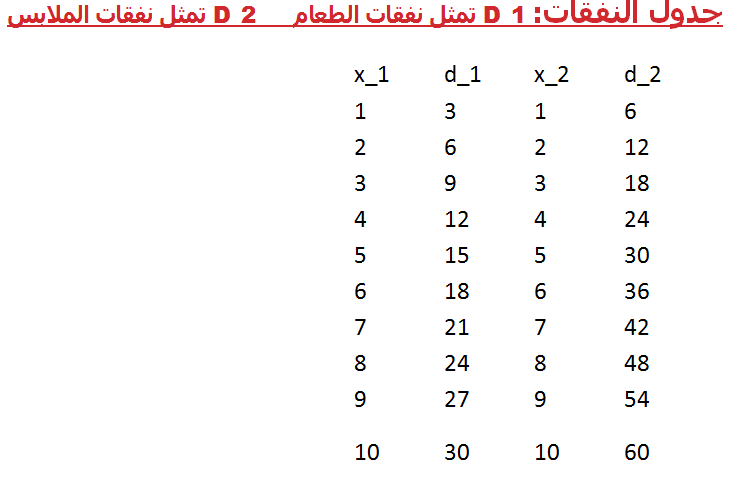 جدول النفقات: D 1 تمثل نفقات الطعام D 2 تمثل نفقات الملابس
x_1 d_1 x_2 d_2
1 3 1 6
2 6 2 12
3 9 3 18
4 12 4 24
5 15 5 30
6 18 6 36
7 21 7 42
8 24 8 48
9 27 9 54
10 30 10 60